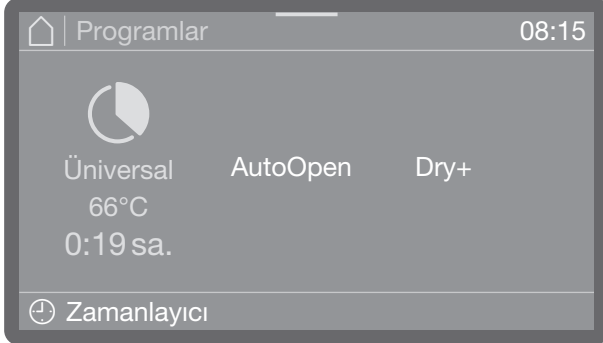 Programlar 08:15
Üniversal AutoOpen Dry+
66°C
0:19 sa.
Zamanlayıcı